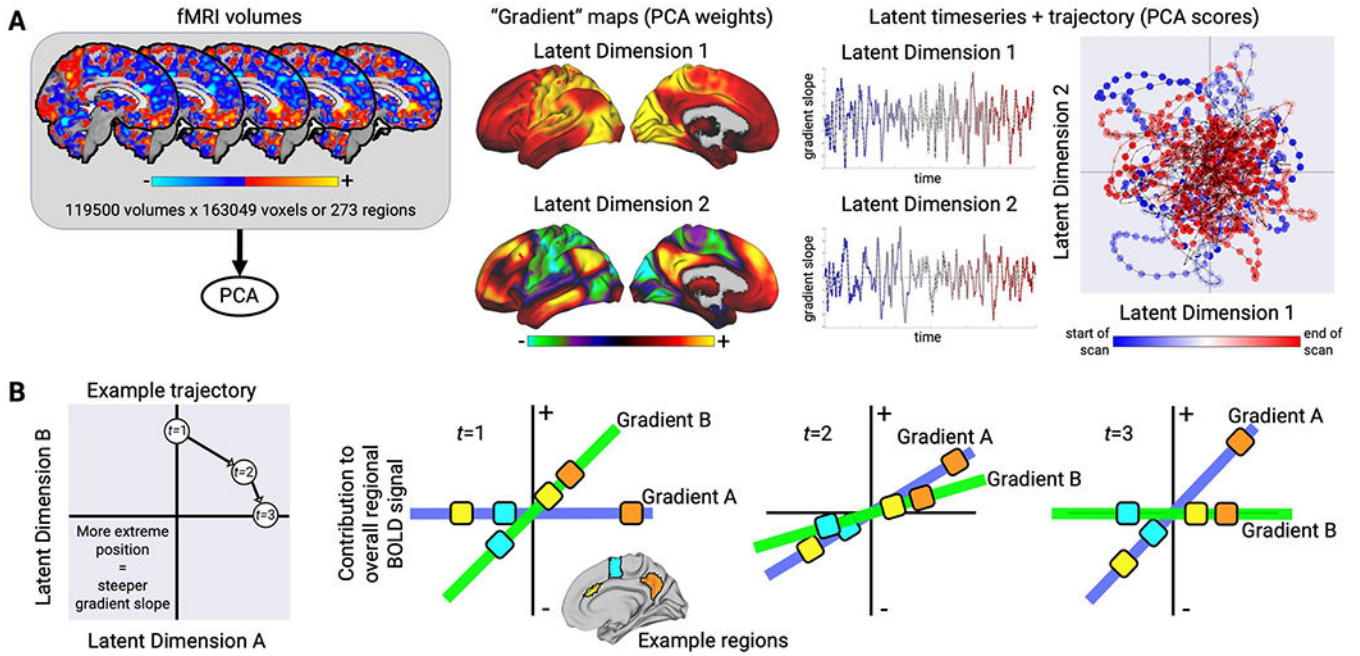 A
fMRI volumes
- +
119500 volumes x 163049 voxels or 273 regions
PCA
“Gradient” maps (PCA weights)
Latent Dimension 1
Latent Dimension 2
- +
Latent timeseries + trajectory (PCA scores)
Latent Dimension 1
gradient slope
time
Latent Dimension 2
gradient slope
time
Latent Dimension 2
Latent Dimension 1
start of
scan
end of
scan
B
Example trajectory
Latent Dimension B
t=1
t=2
t=3
More extreme
position
=
steeper
gradient slope
Latent Dimension A
Contribution to
overall regional
BOLD signal
t=1
+
Gradient B
Gradient A
-
Example regions
t=2
+
Gradient A
Gradient B
-
t=3
+
Gradient A
Gradient B
-